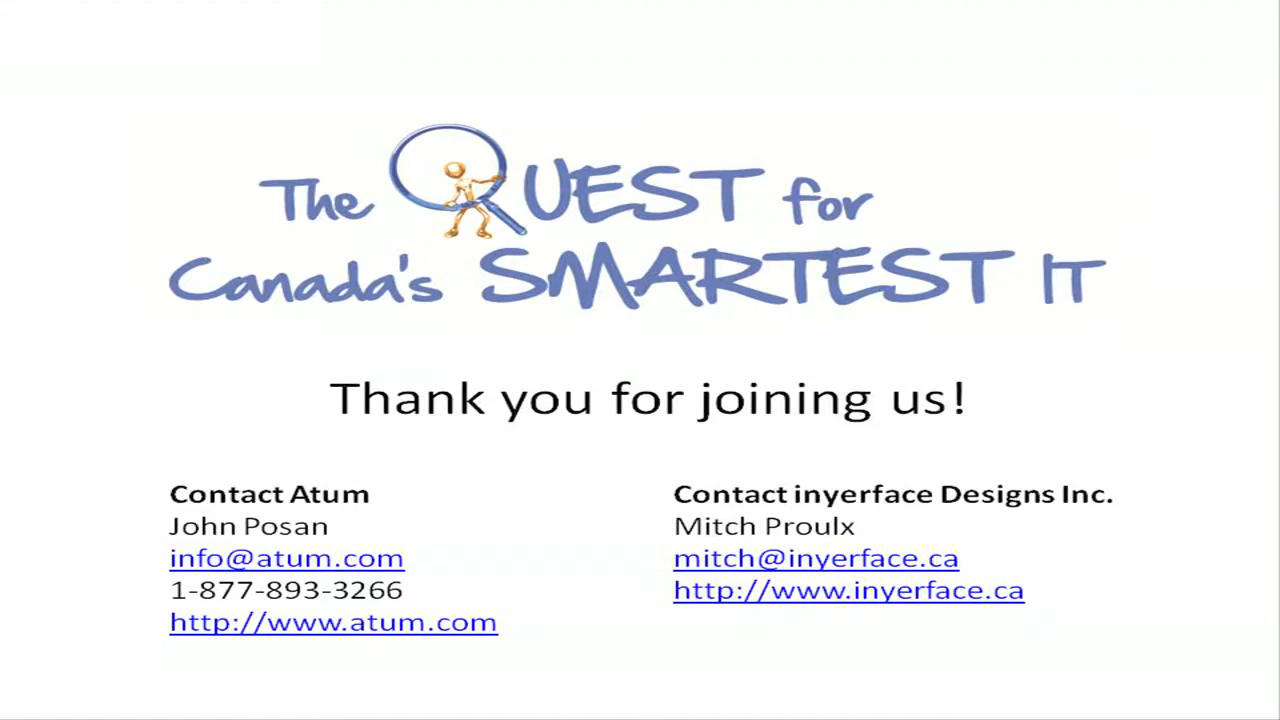 The QUEST for
Canada's SMARTEST IT
Thank you for joining us!
Contact Atum
John Posan
info@atum.com
1-877-893-3266
http://www.atum.com
Contact inyerface Designs Inc.
Mitch Proulx
mitch@inyerface.ca
http://www.inyerface.ca